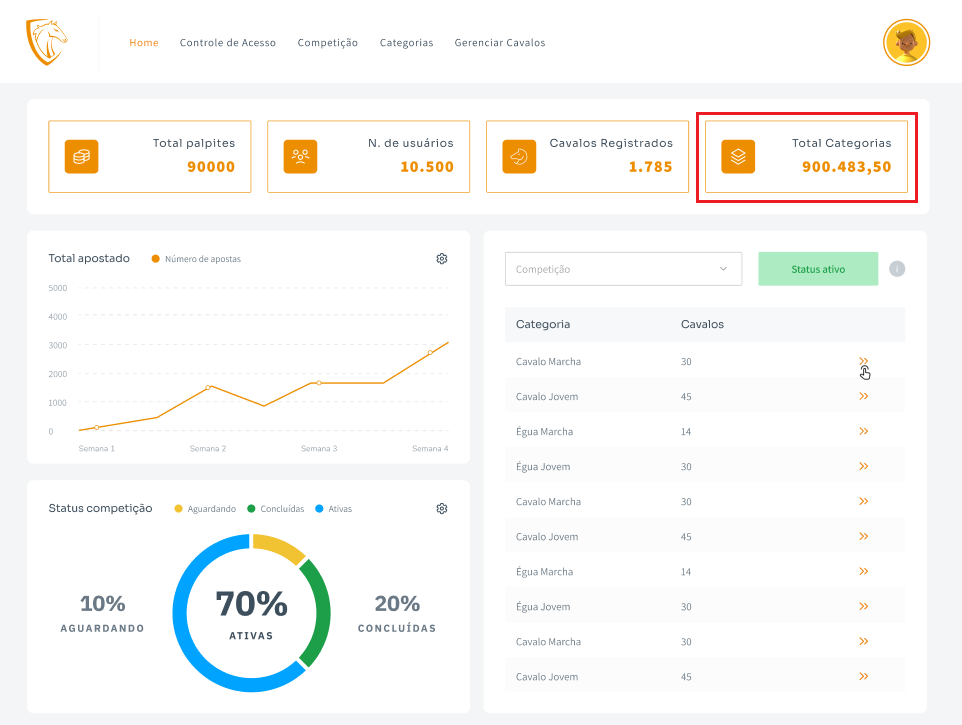 Home Controle de Acesso Competição Categorias Gerenciar Cavalos
Total palpites
90000
N. de usuários
10.500
Cavalos Registrados
1.785
Total Categorias
900.483,50
Total apostado Número de apostas
5000
4000
3000
2000
1000
0
Semana 1 Semana 2 Semana 3 Semana 4
Status competição Aguardando Concluídas Ativas
10%
AGUARDANDO
70%
ATIVAS
20%
CONCLUÍDAS
Competição Status ativo i
Categoria Cavalos
Cavalo Marcha 30
Cavalo Jovem 45
Égua Marcha 14
Égua Jovem 30
Cavalo Marcha 30
Cavalo Jovem 45
Égua Marcha 14
Égua Jovem 30
Cavalo Marcha 30
Cavalo Jovem 45